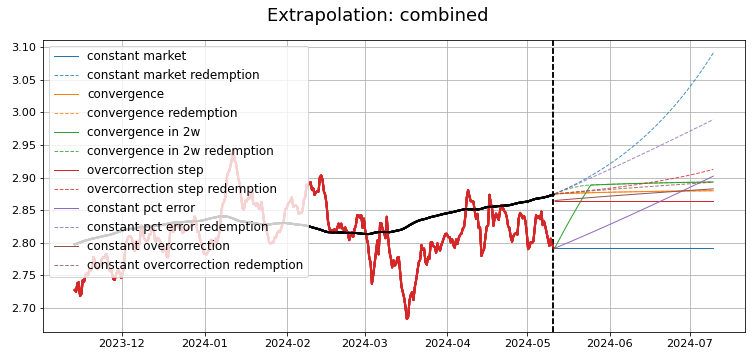 Extrapolation: combined
3.10
3.05
3.00
2.95
2.90
2.85
2.80
2.75
2.70
constant market
constant market redemption
convergence
convergence redemption
convergence in 2w
convergence in 2w redemption
overcorrection step
overcorrection step redemption
constant pct error
constant pct error redemption
constant overcorrection
constant overcorrection redemption
2023-12 2024-01 2024-02 2024-03 2024-04 2024-05 2024-06 2024-07